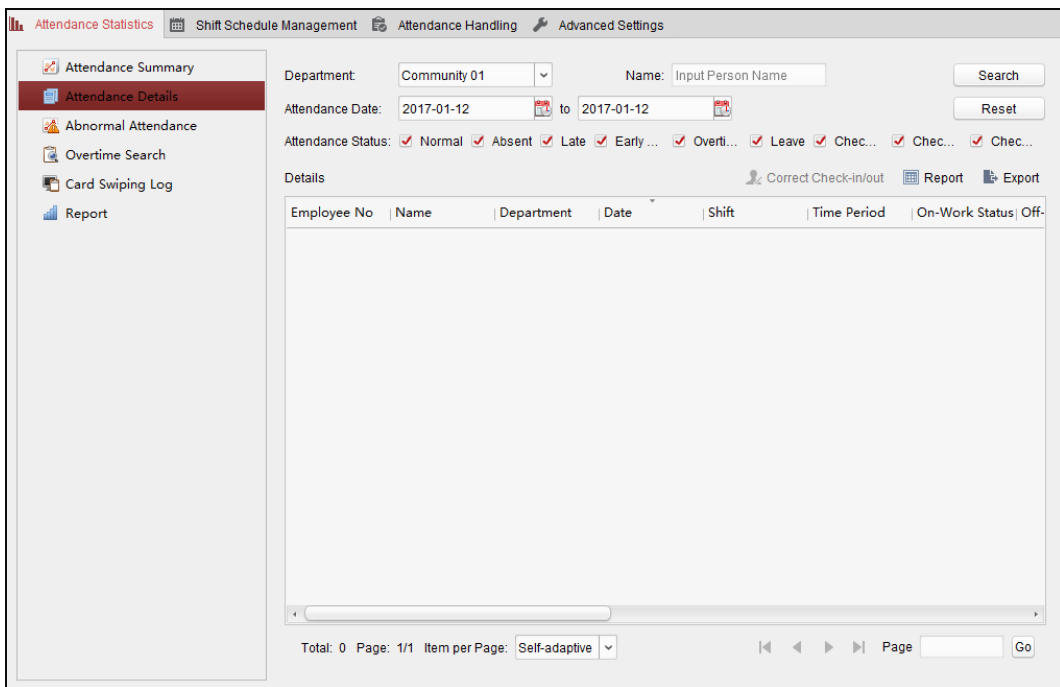 Attendance Statistics Shift Schedule Management Attendance Handling Advanced Settings
Attendance Summary
Attendance Details
Abnormal Attendance
Overtime Search
Card Swiping Log
Report
Department: Community 01 Name: Input Person Name Search
Attendance Date: 2017-01-12 to 2017-01-12 Reset
Attendance Status: Normal Absent Late Early ... Overti... Leave Chec... Chec... Chec...
Details Correct Check-in/out Report Export
Employee No Name Department Date Shift Time Period On-Work Status Off-
Total: 0 Page: 1/1 Item per Page: Self-adaptive Page Go